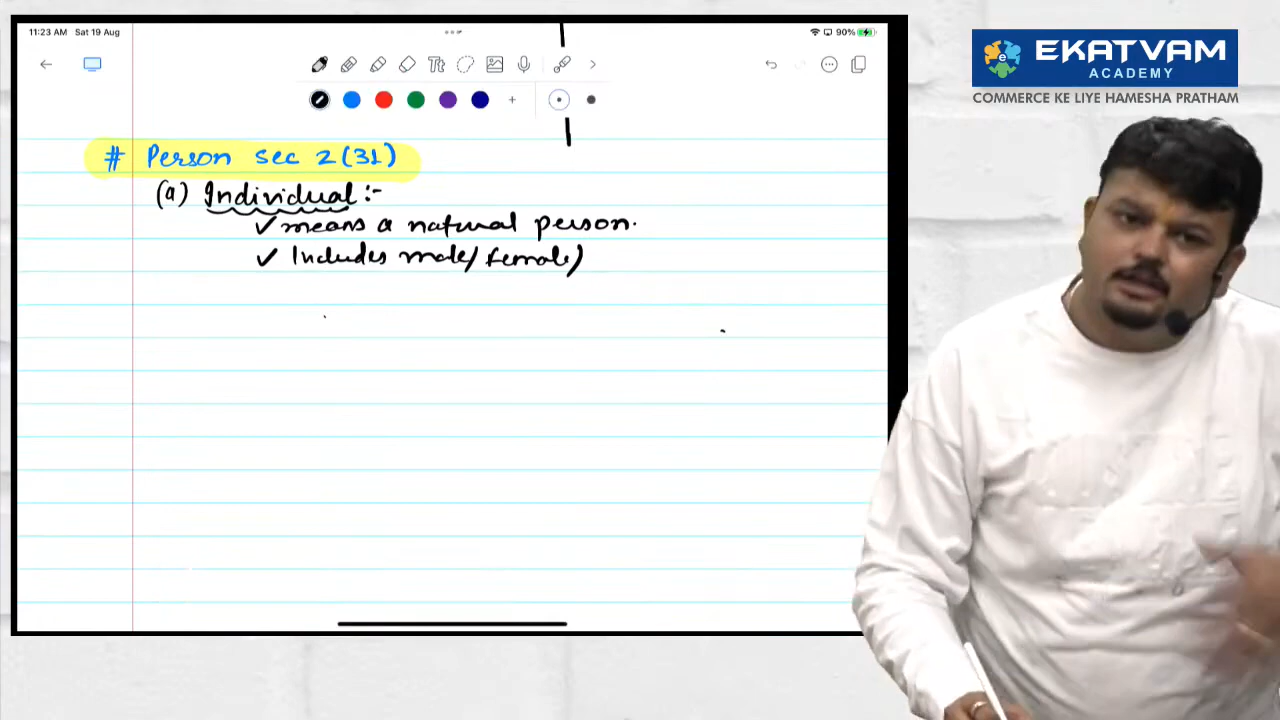 11:23 AM Sat 19 Aug
90%
EKATVAM
ACADEMY
COMMERCE KE LIYE HAMESHA PRATHAM
# Person sec 2(31)
(a) Individual :-
✓ means a natural person.
✓ Includes male/female/